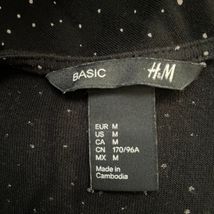 BASIC H&M
EUR M
US M
CA M
CN 170/96A
MX M
Made in
Cambodia